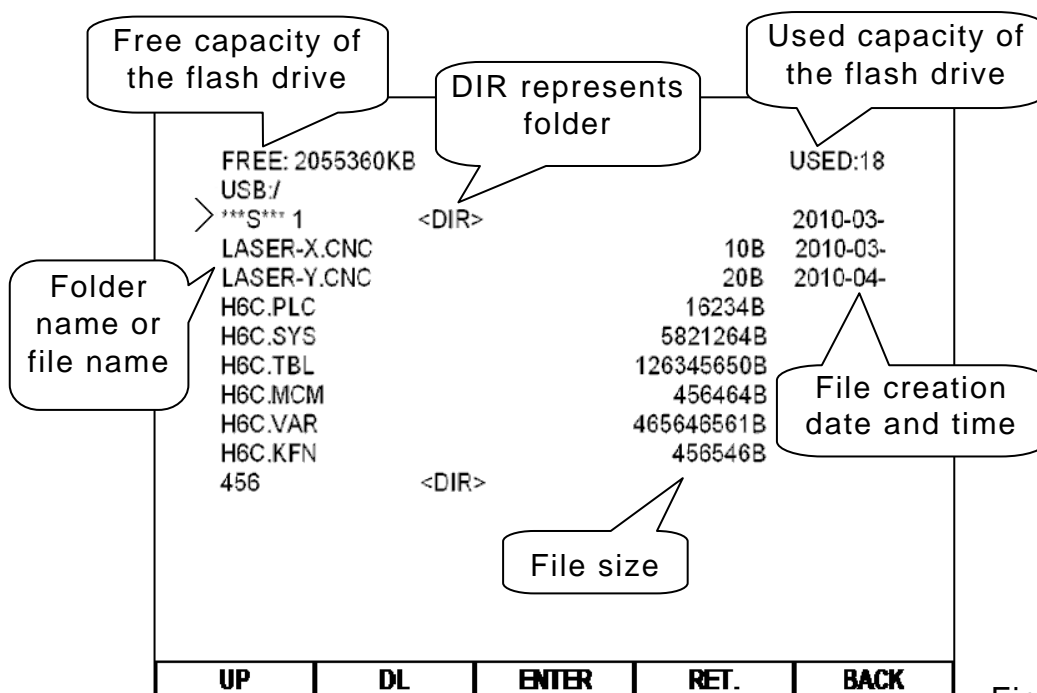 Free capacity of
the flash drive
Used capacity of
the flash drive
DIR represents
folder
FREE: 2055360KB USED:18
USB:/
***S*** 1 <DIR> 2010-03-
LASER-X.CNC 10B 2010-03-
LASER-Y.CNC 20B 2010-04-
H6C.PLC 16234B
H6C.SYS 5821264B
H6C.TBL 126345650B
H6C.MCM 456464B
H6C.VAR 465646561B
H6C.KFN 456546B
456 <DIR>
Folder
name or
file name
File creation
date and time
File size
UP DL ENTER RET. BACK